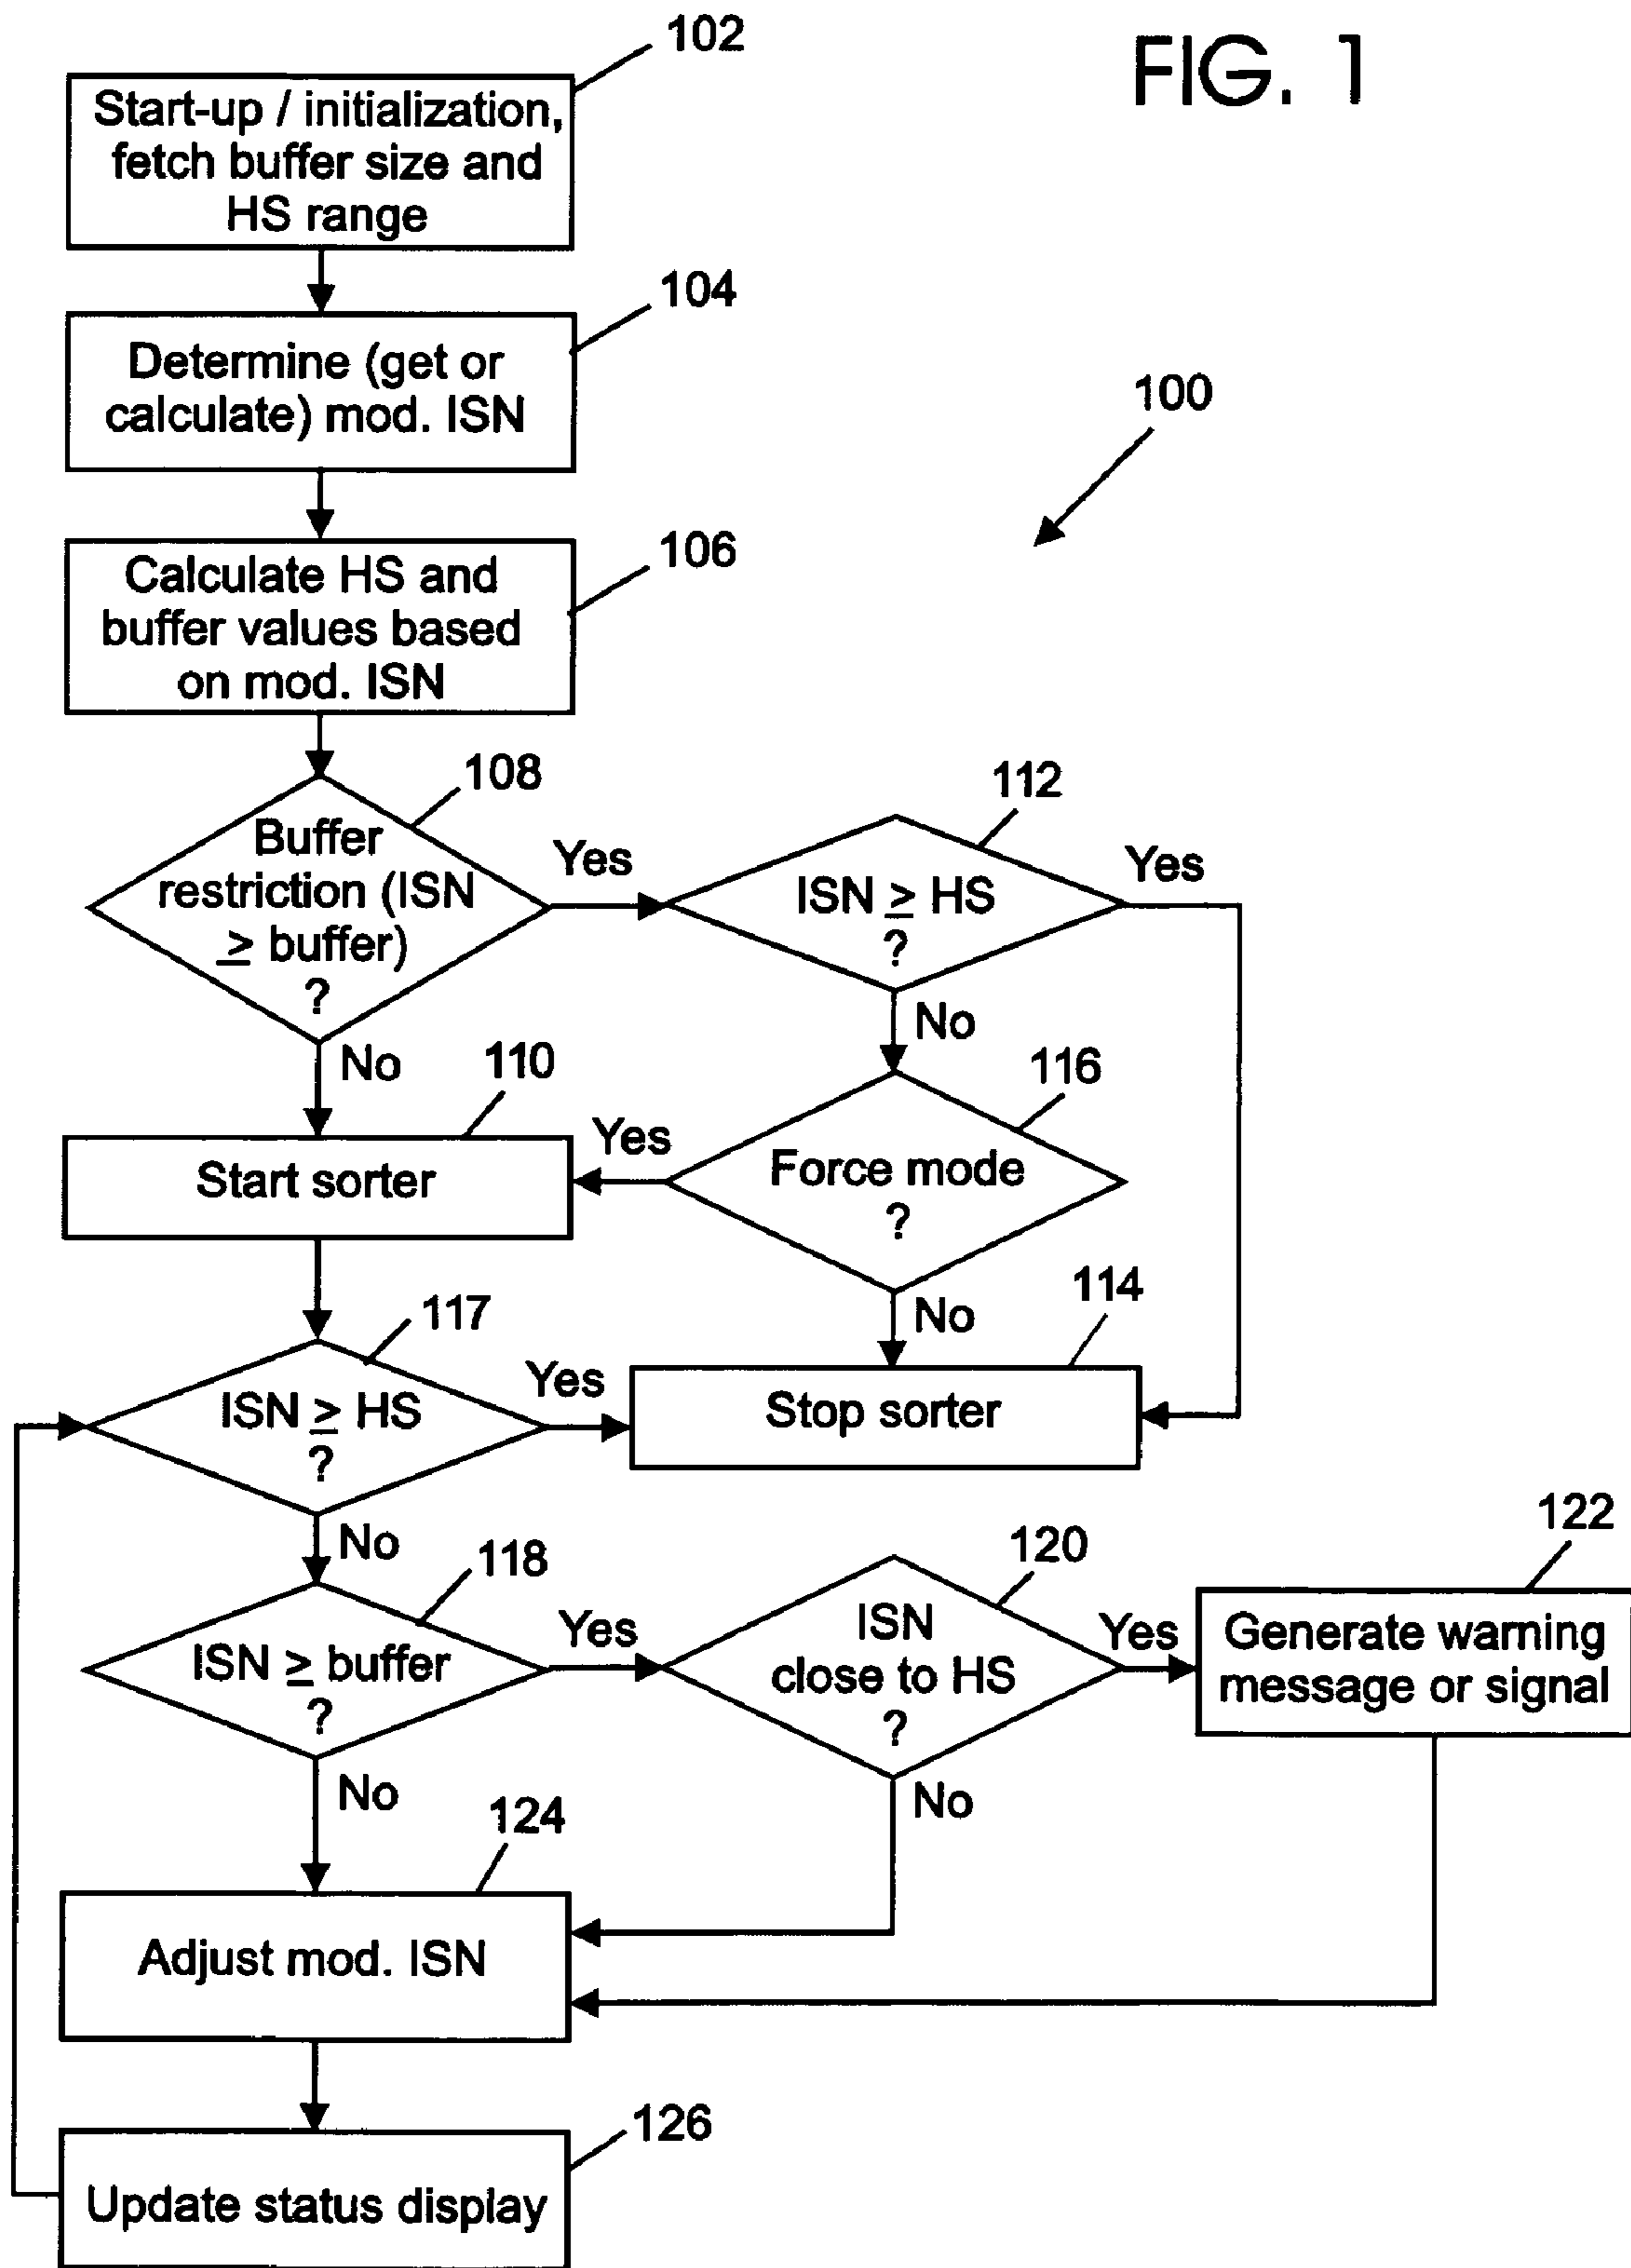 FIG. 1
102
Start-up / initialization,
fetch buffer size and
HS range
104
Determine (get or
calculate) mod. ISN
100
106
Calculate HS and
buffer values based
on mod. ISN
108
Buffer
restriction (ISN
≥ buffer)
?
Yes
No
112
ISN ≥ HS
?
Yes
No
110
Start sorter
116
Force mode
?
Yes
No
114
Stop sorter
117
ISN ≥ HS
?
Yes
No
118
ISN ≥ buffer
?
Yes
No
120
ISN
close to HS
?
Yes
No
122
Generate warning
message or signal
124
Adjust mod. ISN
126
Update status display